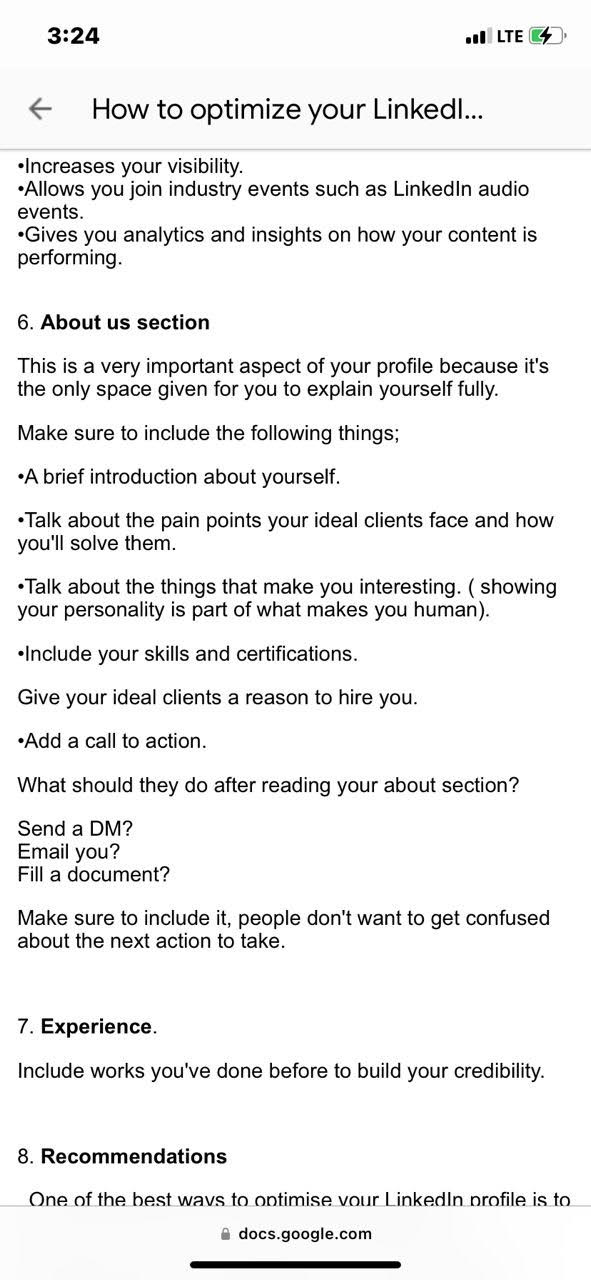 3:24
LTE
How to optimize your LinkedI...
•Increases your visibility.
•Allows you join industry events such as LinkedIn audio
events.
•Gives you analytics and insights on how your content is
performing.
6. About us section
This is a very important aspect of your profile because it's
the only space given for you to explain yourself fully.
Make sure to include the following things;
•A brief introduction about yourself.
•Talk about the pain points your ideal clients face and how
you'll solve them.
•Talk about the things that make you interesting. ( showing
your personality is part of what makes you human).
•Include your skills and certifications.
Give your ideal clients a reason to hire you.
•Add a call to action.
What should they do after reading your about section?
Send a DM?
Email you?
Fill a document?
Make sure to include it, people don't want to get confused
about the next action to take.
7. Experience.
Include works you've done before to build your credibility.
8. Recommendations
One of the best ways to optimise your LinkedIn profile is to
docs.google.com